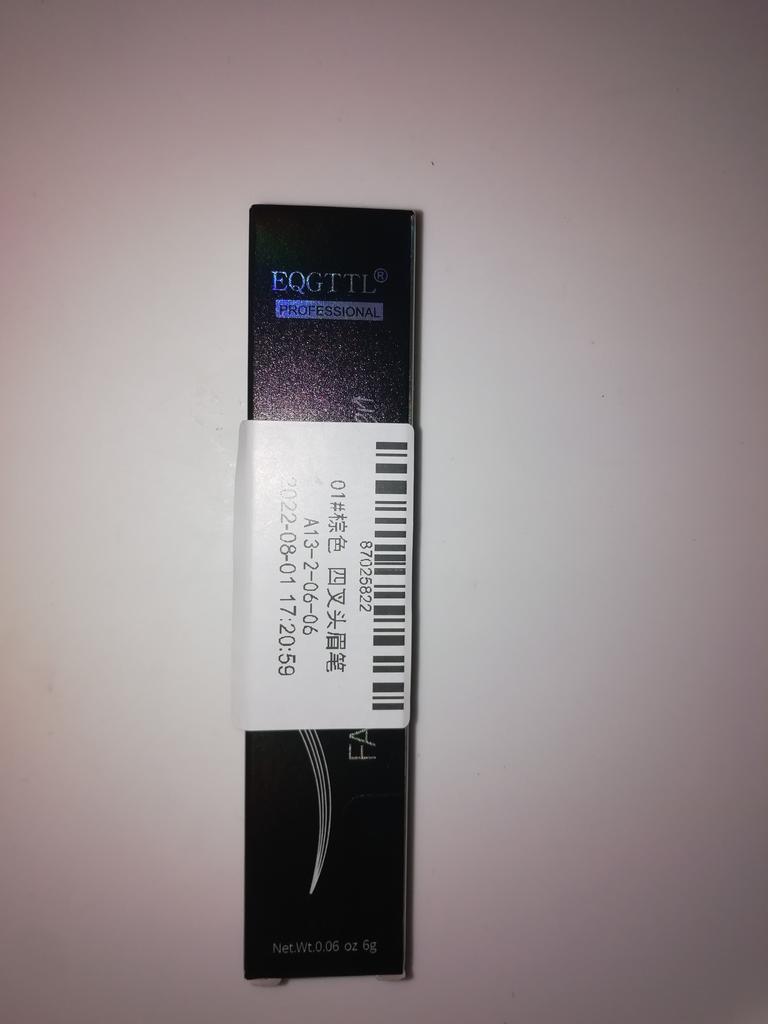 EQGTTL®
PROFESSIONAL
87025822
01#棕色 四叉头眉笔
A13-2-06-06
2022-08-01 17:20:59
FA
Net.Wt.0.06 oz 6g